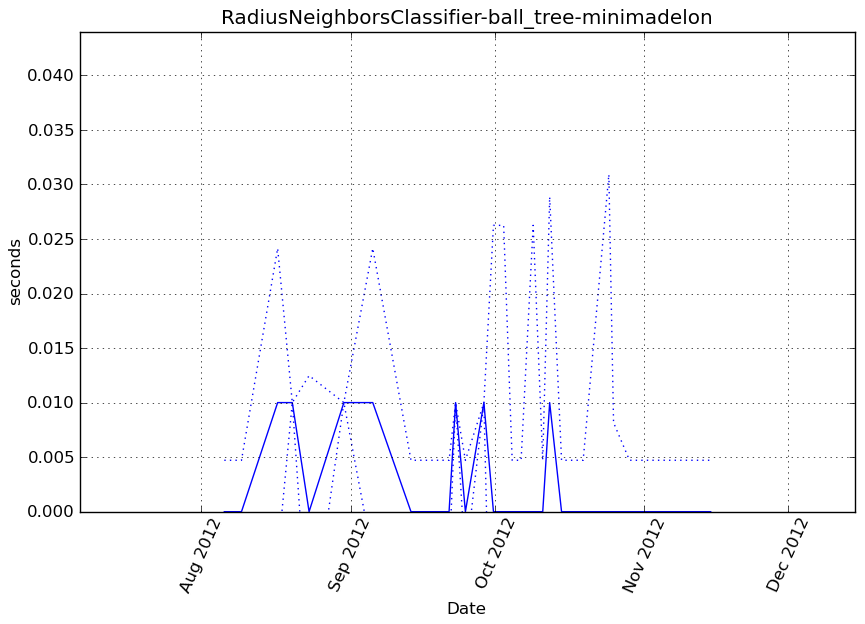 RadiusNeighborsClassifier-ball_tree-minimadelon
0.040
0.035
0.030
0.025
0.020
0.015
0.010
0.005
0.000
seconds
Aug 2012
Sep 2012
Oct 2012
Nov 2012
Dec 2012
Date